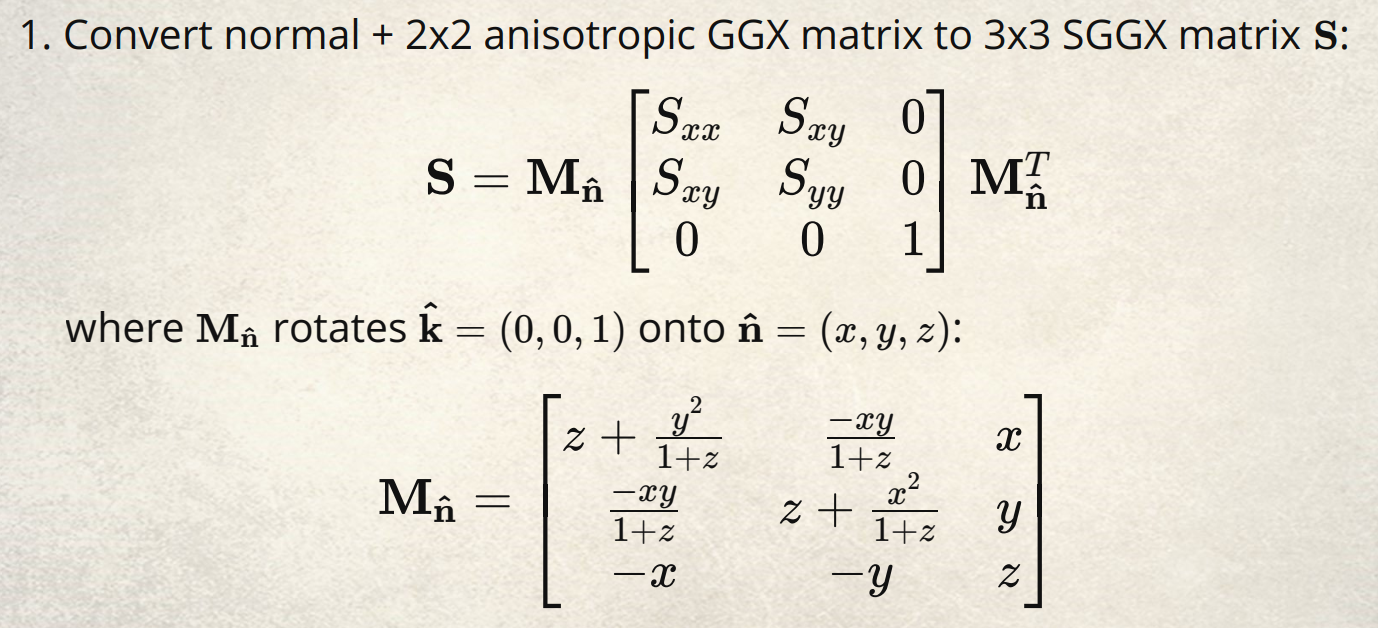 1. Convert normal + 2x2 anisotropic GGX matrix to 3x3 SGGX matrix S:
S = M_n̂ [S_xx S_xy 0; S_xy S_yy 0; 0 0 1] M_n̂^T
where M_n̂ rotates k̂ = (0, 0, 1) onto n̂ = (x, y, z):
M_n̂ = [z + y²/(1+z) −xy/(1+z) x; −xy/(1+z) z + x²/(1+z) y; −x −y z]